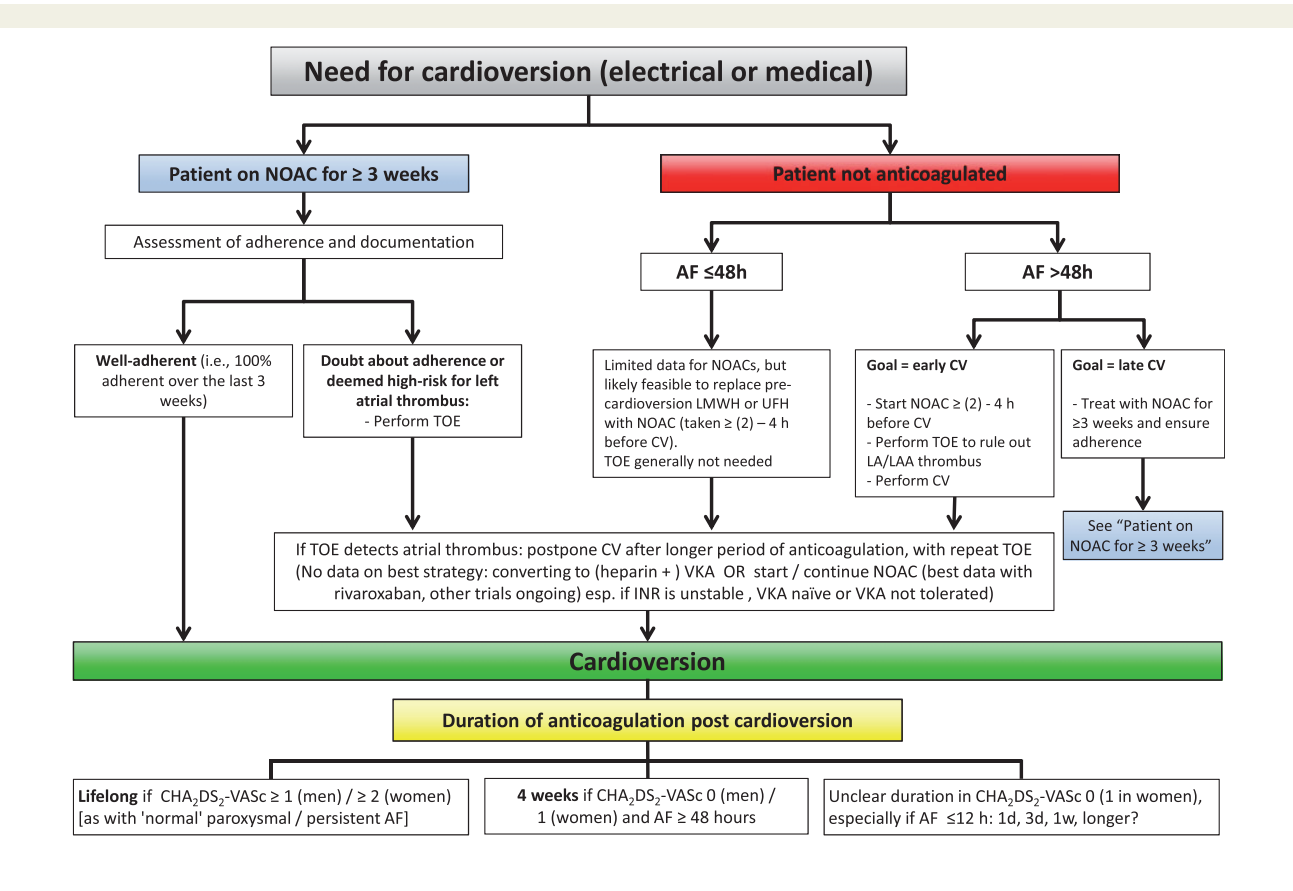 Need for cardioversion (electrical or medical)
Patient on NOAC for ≥ 3 weeks
Patient not anticoagulated
Assessment of adherence and documentation
AF ≤48h
AF >48h
Well-adherent (i.e., 100%
adherent over the last 3
weeks)
Doubt about adherence or
deemed high-risk for left
atrial thrombus:
- Perform TOE
Limited data for NOACs, but
likely feasible to replace pre-
cardioversion LMWH or UFH
with NOAC (taken ≥ (2) – 4 h
before CV).
TOE generally not needed
Goal = early CV
- Start NOAC ≥ (2) - 4 h
before CV
- Perform TOE to rule out
LA/LAA thrombus
- Perform CV
Goal = late CV
- Treat with NOAC for
≥3 weeks and ensure
adherence
See “Patient on
NOAC for ≥ 3 weeks”
If TOE detects atrial thrombus: postpone CV after longer period of anticoagulation, with repeat TOE
(No data on best strategy: converting to (heparin + ) VKA OR start / continue NOAC (best data with
rivaroxaban, other trials ongoing) esp. if INR is unstable , VKA naïve or VKA not tolerated)
Cardioversion
Duration of anticoagulation post cardioversion
Lifelong if CHA₂DS₂-VASc ≥ 1 (men) / ≥ 2 (women)
[as with 'normal' paroxysmal / persistent AF]
4 weeks if CHA₂DS₂-VASc 0 (men) /
1 (women) and AF ≥ 48 hours
Unclear duration in CHA₂DS₂-VASc 0 (1 in women),
especially if AF ≤12 h: 1d, 3d, 1w, longer?